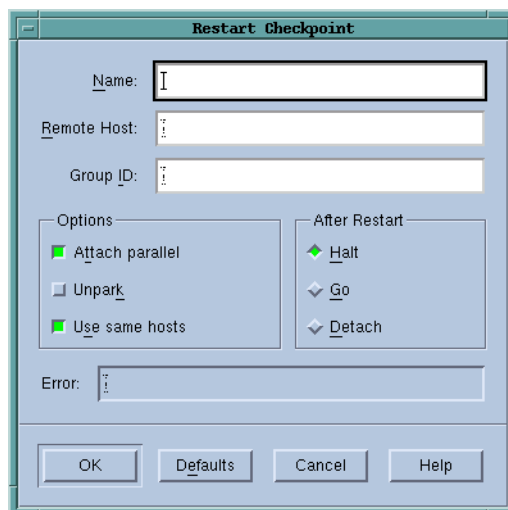 Restart Checkpoint
Name:
Remote Host:
Group ID:
Options
Attach parallel
Unpark
Use same hosts
After Restart
Halt
Go
Detach
Error:
OK Defaults Cancel Help